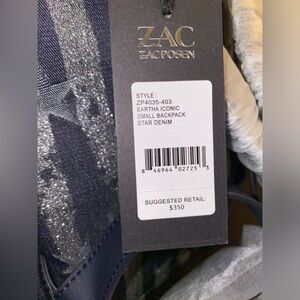 ZAC
ZAC POSEN
STYLE:
ZP4035-403
EARTHA ICONIC
SMALL BACKPACK
STAR DENIM
8 46964 02725 3
SUGGESTED RETAIL:
$350